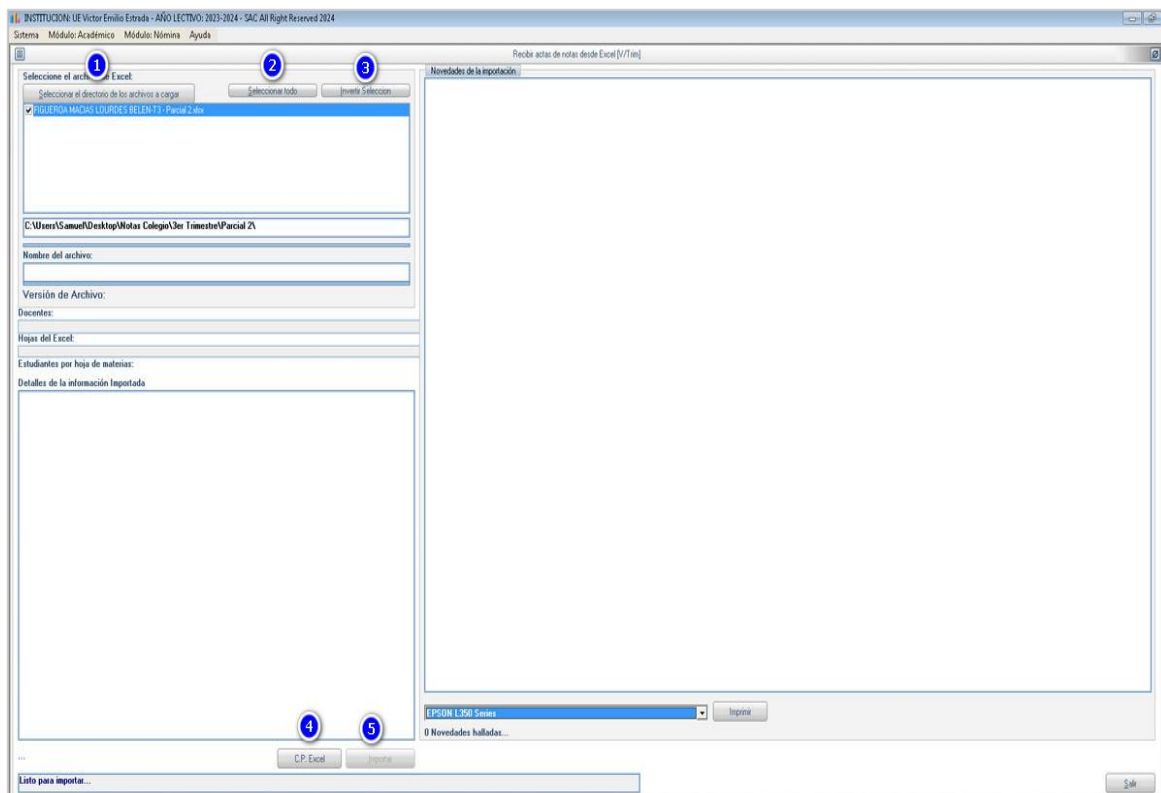 INSTITUCION: UE Victor Emilio Estrada - AÑO LECTIVO: 2023-2024 - SAC All Right Reserved 2024
Sistema Módulo: Académico Módulo: Nómina Ayuda
Recibir actas de notas desde Excel [V/Trim]
1
2
3
Seleccione el archivo de Excel:
Novedades de la importación
Seleccionar el directorio de los archivos a cargar
Seleccionar todo
Invertir Seleccion
FIGUEROA MACIAS LOURDES BELEN-T3 - Parcial 2.xlsx
C:\Users\Samuel\Desktop\Notas Colegio\3er Trimestre\Parcial 2\
Nombre del archivo:
Versión de Archivo:
Docentes:
Hojas del Excel:
Estudiantes por hoja de materias:
Detalles de la información Importada
EPSON L350 Series
Imprimir
0 Novedades halladas...
4
5
...
C.P. Excel
Importar
Listo para importar...
Salir